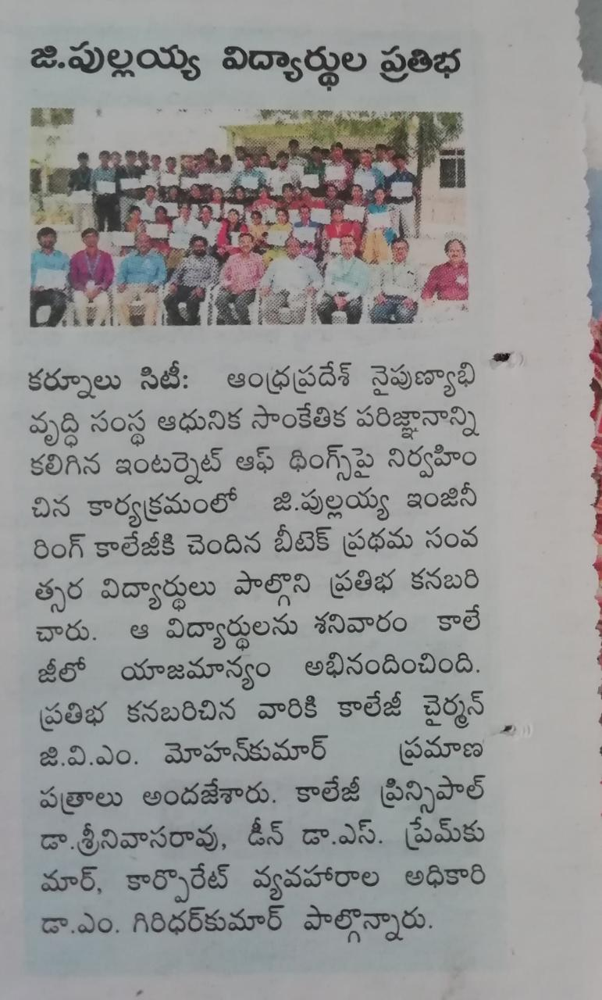 జి.పుల్లయ్య విద్యార్థుల ప్రతిభ
కర్నూలు సిటీ: ఆంధ్రప్రదేశ్ నైపుణ్యాభి
వృద్ధి సంస్థ ఆధునిక సాంకేతిక పరిజ్ఞానాన్ని
కలిగిన ఇంటర్నెట్ ఆఫ్ థింగ్స్‌పై నిర్వహిం
చిన కార్యక్రమంలో జి.పుల్లయ్య ఇంజినీ
రింగ్ కాలేజీకి చెందిన బీటెక్ ప్రథమ సంవ
త్సర విద్యార్థులు పాల్గొని ప్రతిభ కనబరి
చారు. ఆ విద్యార్థులను శనివారం కాలే
జీలో యాజమాన్యం అభినందించింది.
ప్రతిభ కనబరిచిన వారికి కాలేజీ చైర్మన్
జి.వి.ఎం. మోహన్‌కుమార్ ప్రమాణ
పత్రాలు అందజేశారు. కాలేజీ ప్రిన్సిపాల్
డా.శ్రీనివాసరావు, డీన్ డా.ఎస్. ప్రేమ్‌కు
మార్, కార్పొరేట్ వ్యవహారాల అధికారి
డా.ఎం. గిరిధర్‌కుమార్ పాల్గొన్నారు.